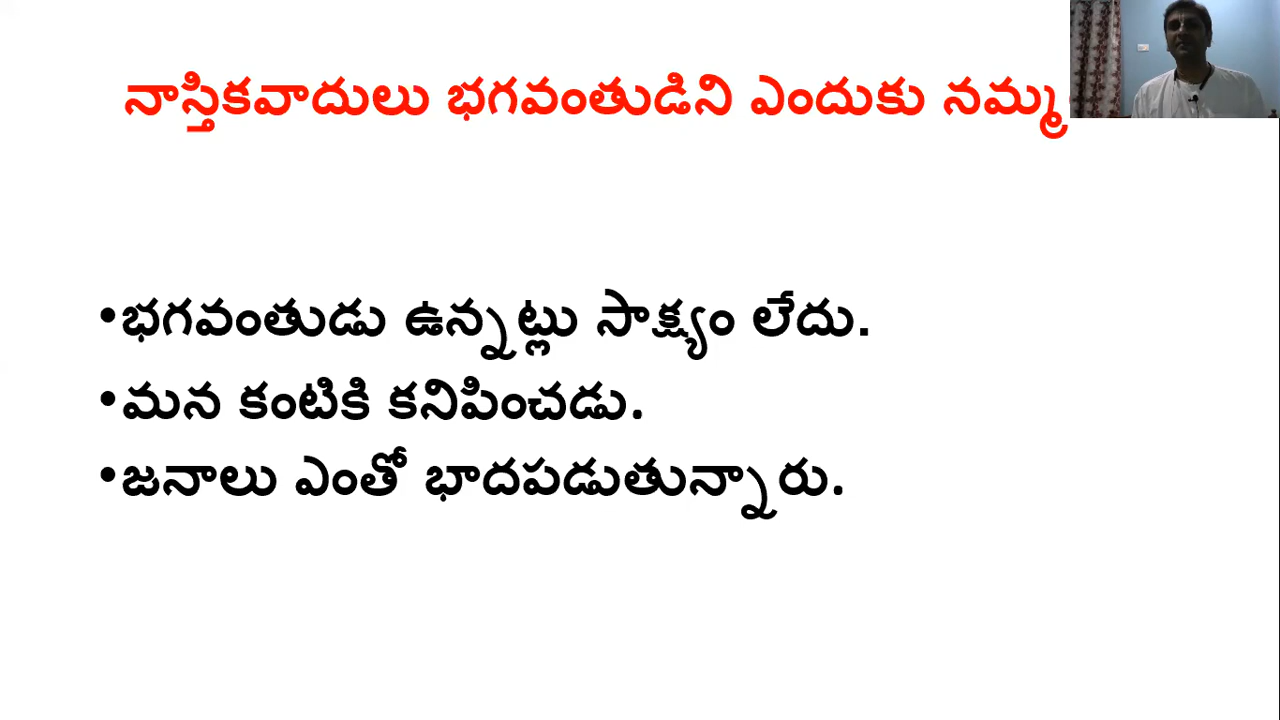 నాస్తికవాదులు భగవంతుడిని ఎందుకు నమ్మ
•భగవంతుడు ఉన్నట్లు సాక్ష్యం లేదు.
•మన కంటికి కనిపించడు.
•జనాలు ఎంతో భాదపడుతున్నారు.